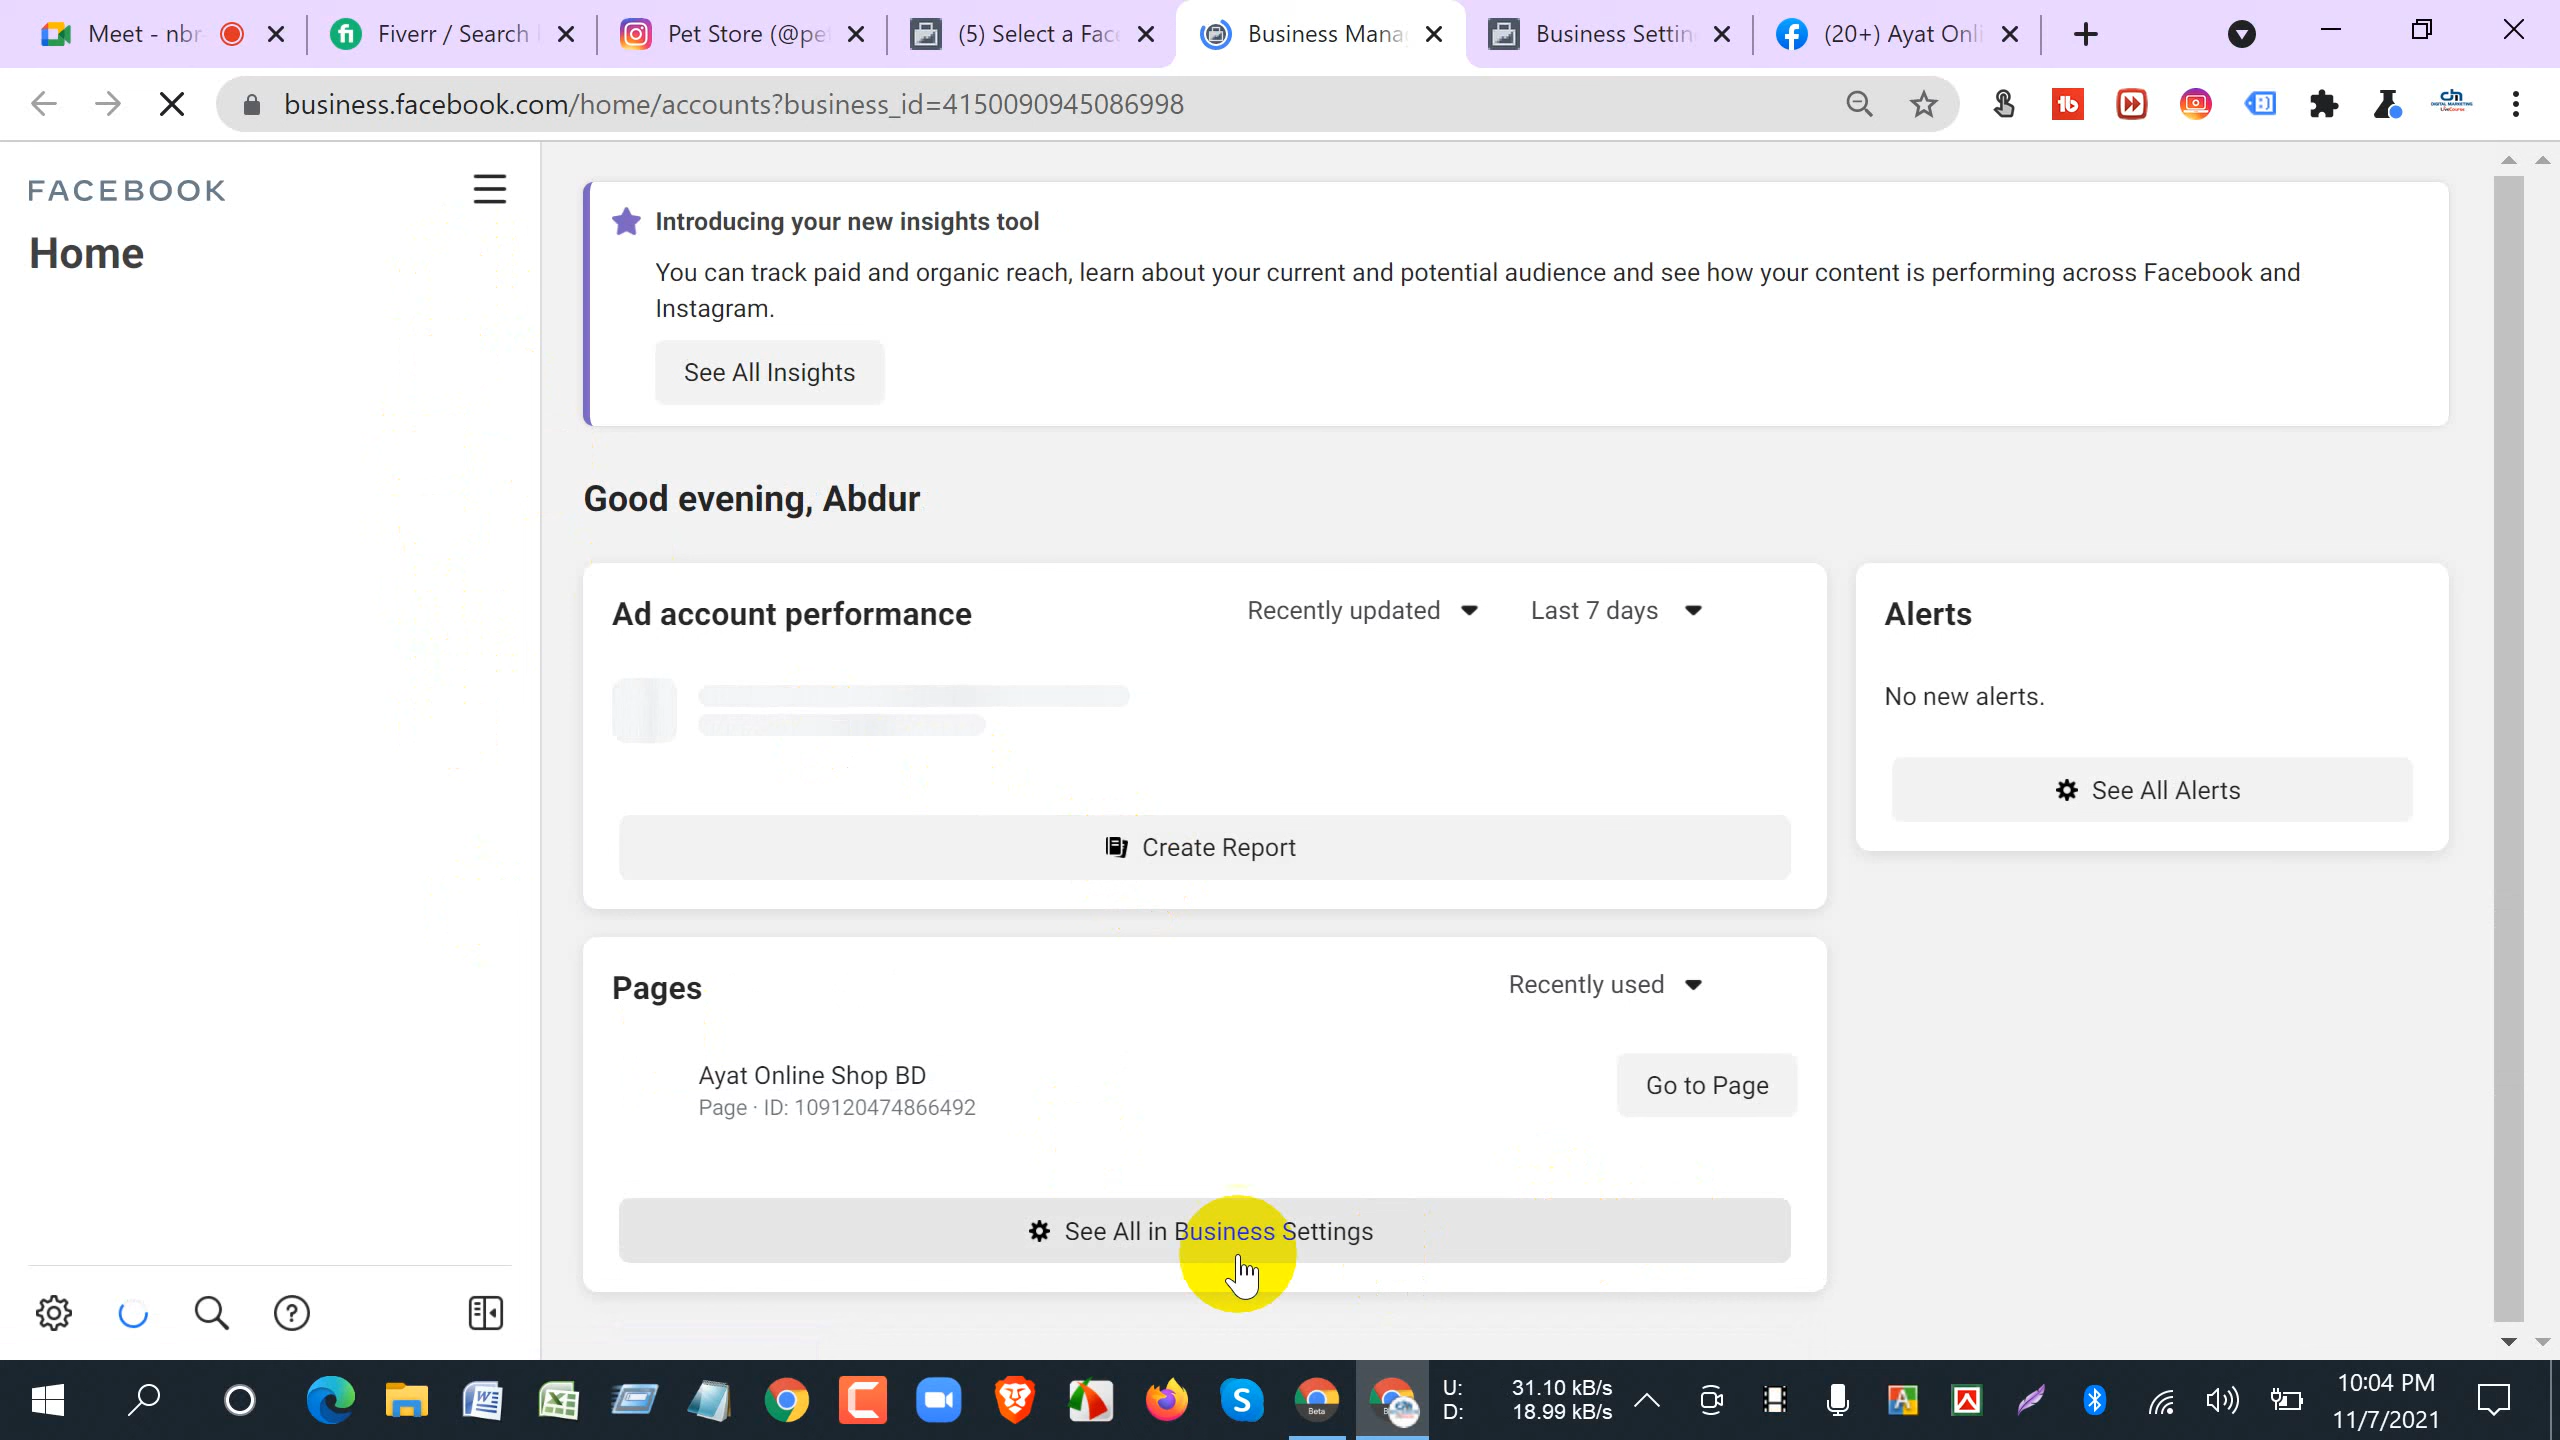 Meet - nbr
Fiverr / Search
Pet Store (@pe
(5) Select a Fac
Business Mana
Business Settin
(20+) Ayat Onli
business.facebook.com/home/accounts?business_id=4150090945086998
FACEBOOK
Home
Introducing your new insights tool
You can track paid and organic reach, learn about your current and potential audience and see how your content is performing across Facebook and
Instagram.
See All Insights
Good evening, Abdur
Ad account performance
Recently updated
Last 7 days
Create Report
Alerts
No new alerts.
See All Alerts
Pages
Recently used
Ayat Online Shop BD
Page · ID: 109120474866492
Go to Page
See All in Business Settings
U: 31.10 kB/s
D: 18.99 kB/s
10:04 PM
11/7/2021